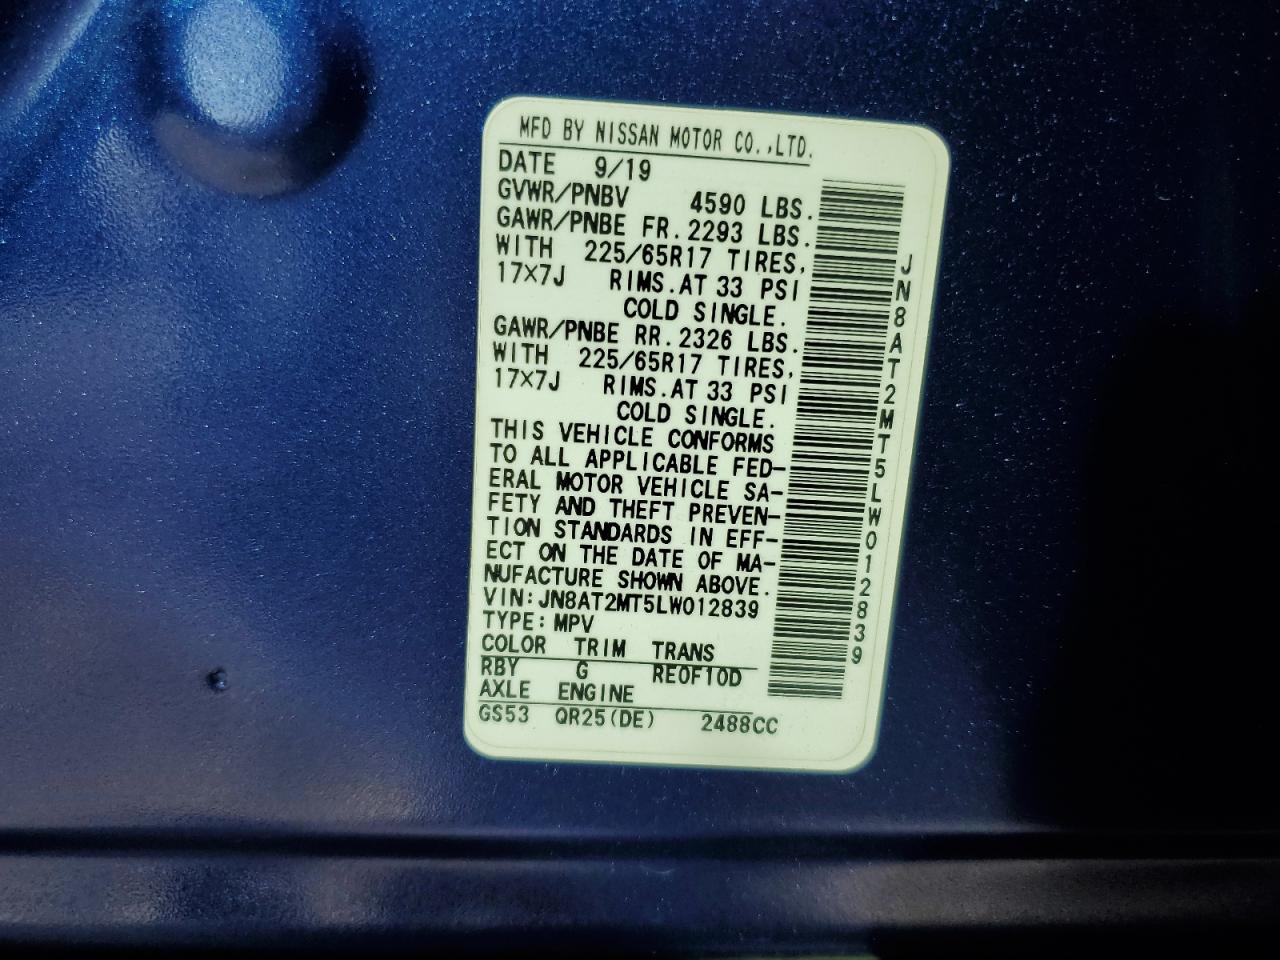 MFD BY NISSAN MOTOR CO.,LTD.
DATE 9/19
GVWR/PNBV 4590 LBS.
GAWR/PNBE FR.2293 LBS.
WITH 225/65R17 TIRES,
17X7J RIMS.AT 33 PSI
COLD SINGLE.
GAWR/PNBE RR.2326 LBS.
WITH 225/65R17 TIRES,
17X7J RIMS.AT 33 PSI
COLD SINGLE.
THIS VEHICLE CONFORMS
TO ALL APPLICABLE FED-
ERAL MOTOR VEHICLE SA-
FETY AND THEFT PREVEN-
TION STANDARDS IN EFF-
ECT ON THE DATE OF MA-
NUFACTURE SHOWN ABOVE.
VIN:JN8AT2MT5LW012839
TYPE:MPV
COLOR TRIM TRANS
RBY G RE0F10D
AXLE ENGINE
GS53 QR25(DE) 2488CC
JN8AT2MT5LW012839